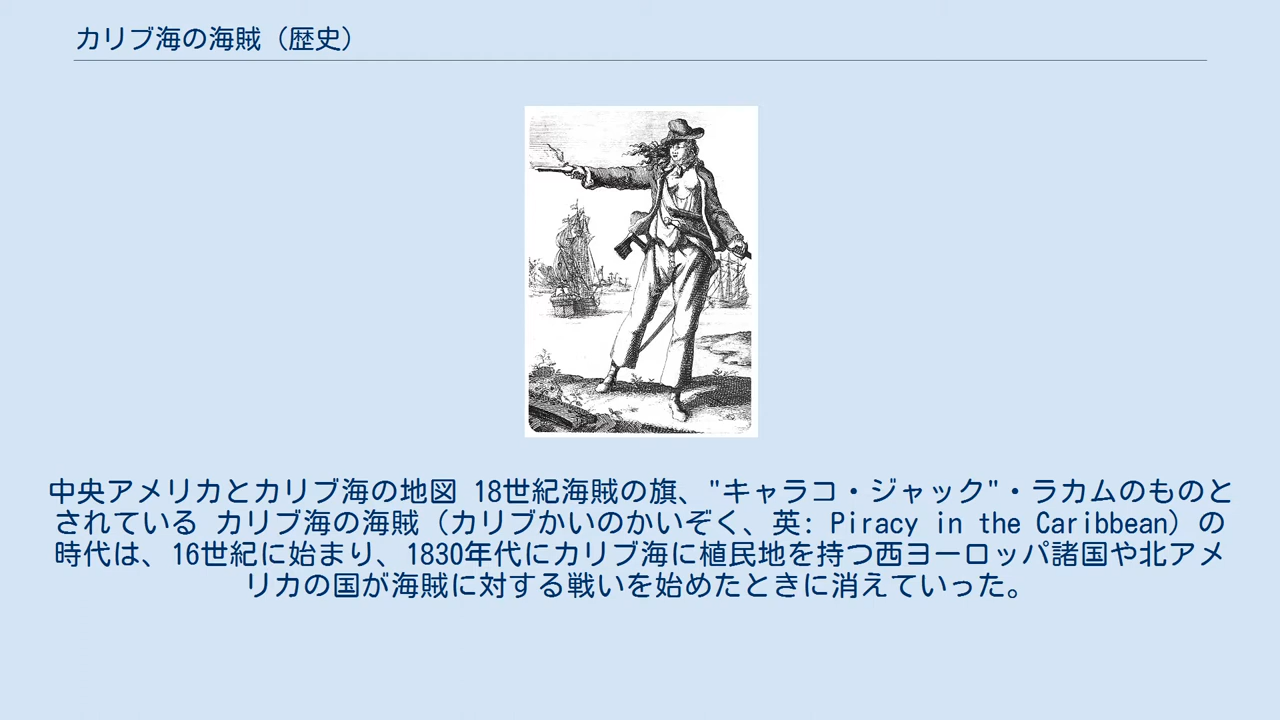 カリブ海の海賊（歴史）
中央アメリカとカリブ海の地図 18世紀海賊の旗、"キャラコ・ジャック"・ラカムのものと
されている カリブ海の海賊（カリブかいのかいぞく、英: Piracy in the Caribbean）の
時代は、16世紀に始まり、1830年代にカリブ海に植民地を持つ西ヨーロッパ諸国や北アメ
リカの国が海賊に対する戦いを始めたときに消えていった。